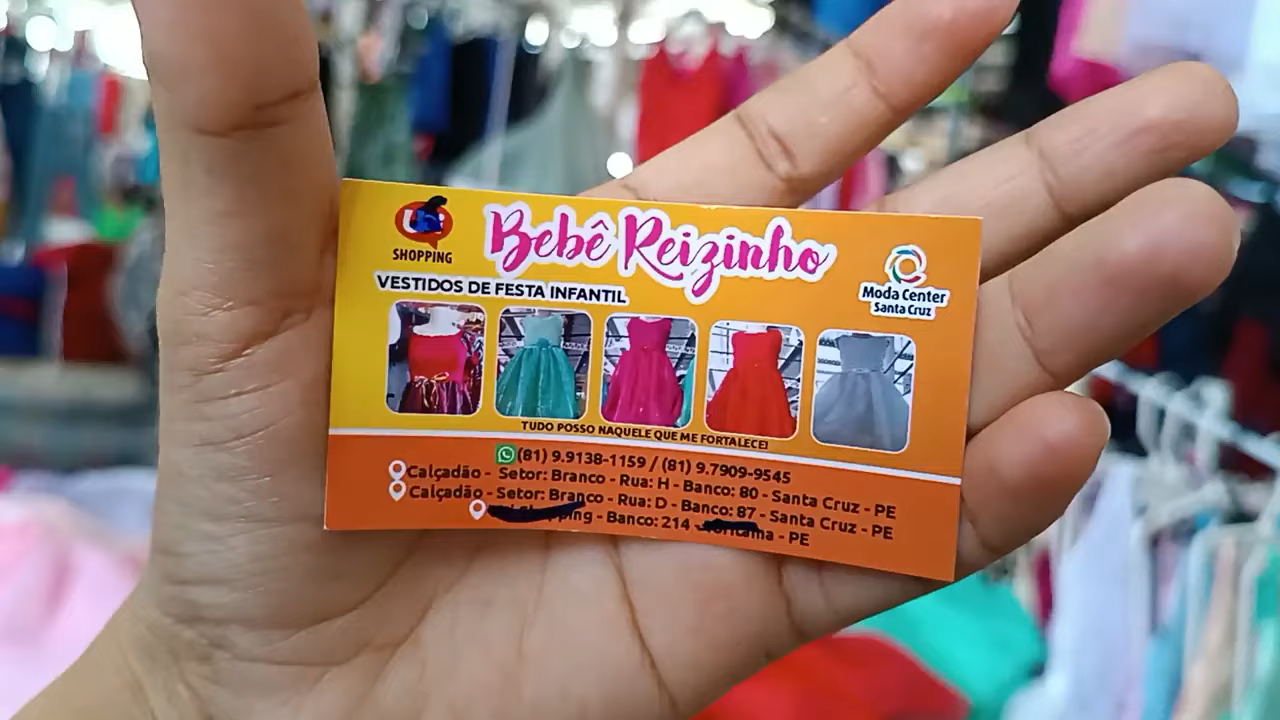 SHOPPING
Bebê Reizinho
Moda Center
Santa Cruz
VESTIDOS DE FESTA INFANTIL
TUDO POSSO NAQUELE QUE ME FORTALECE!
(81) 9.9138-1159 / (81) 9.7909-9545
Calçadão - Setor: Branco - Rua: H - Banco: 80 - Santa Cruz - PE
Calçadão - Setor: Branco - Rua: D - Banco: 87 - Santa Cruz - PE
- Banco: 214 - PE